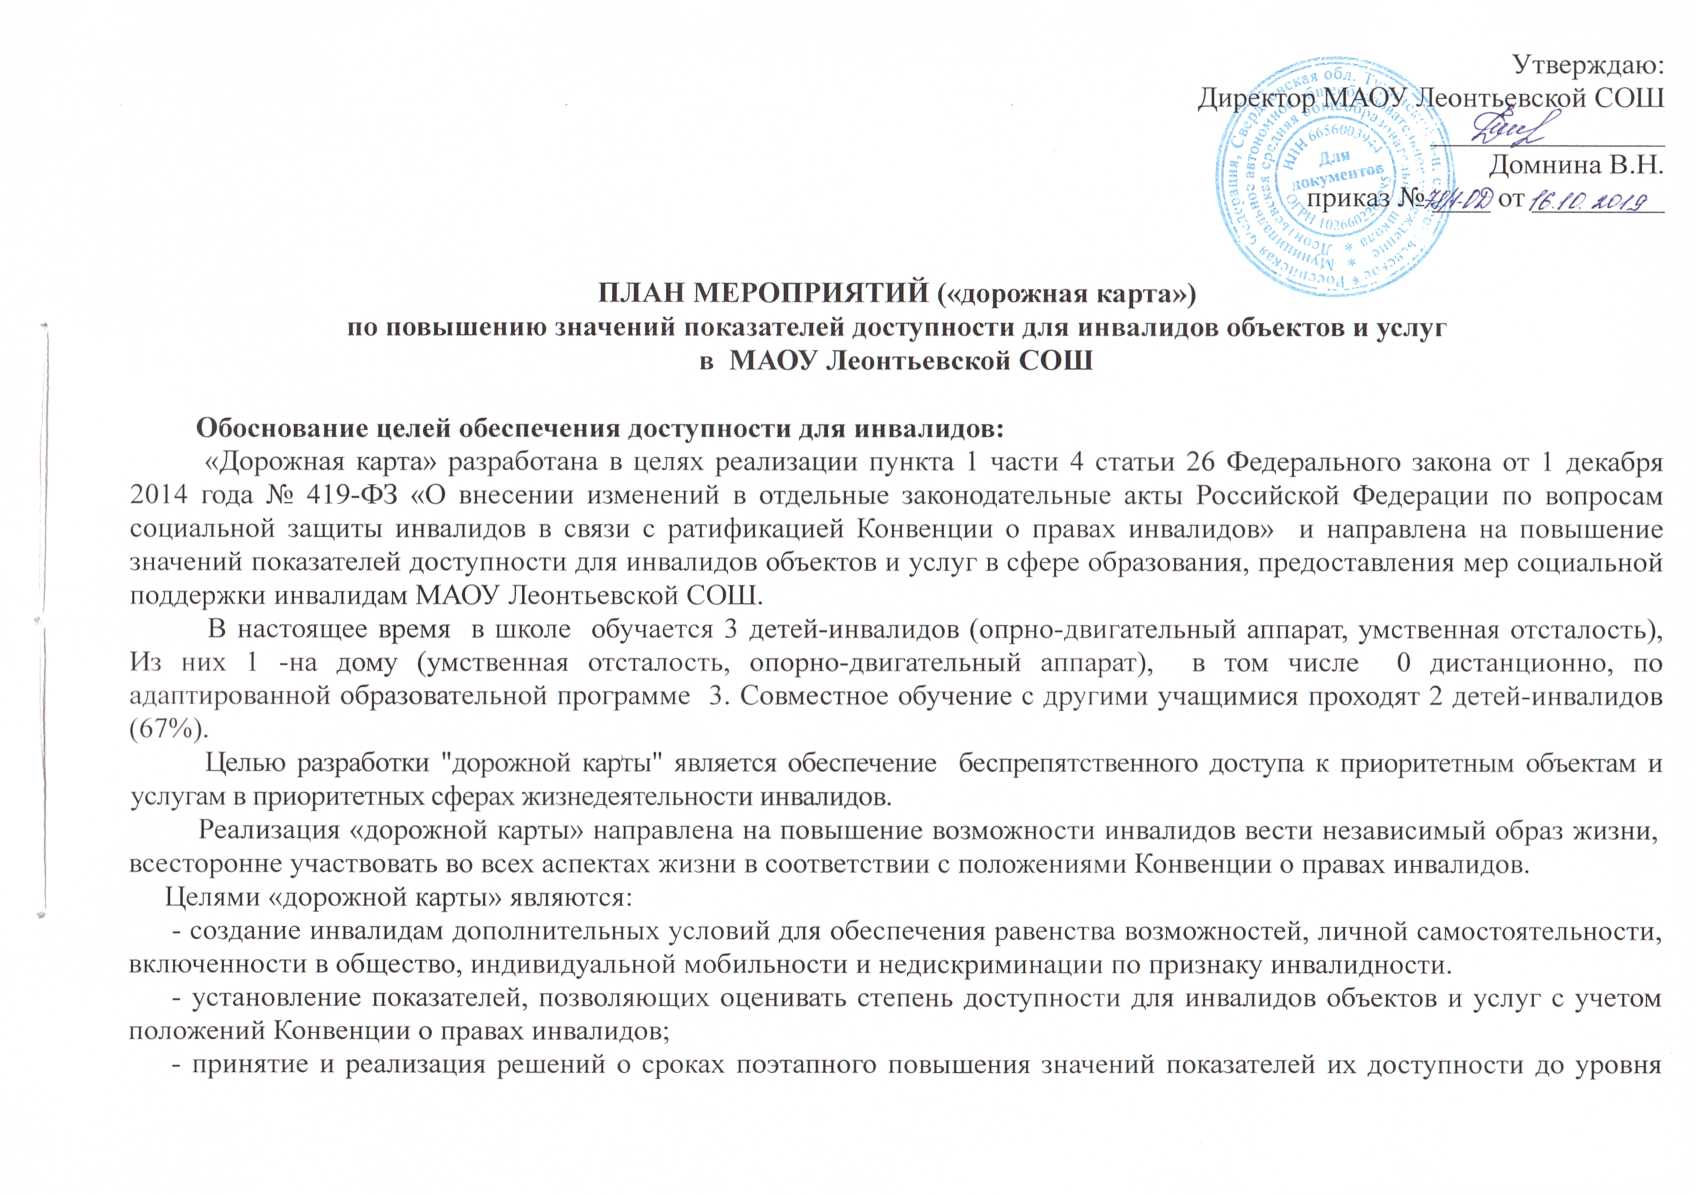 Утверждаю:
Директор МАОУ Леонтьевской СОШ
Домнина В.Н.
приказ № от 16.10.2019
Для
документов
ИНН 6656003944
ПЛАН МЕРОПРИЯТИЙ («дорожная карта»)
по повышению значений показателей доступности для инвалидов объектов и услуг
в МАОУ Леонтьевской СОШ
Обоснование целей обеспечения доступности для инвалидов:
«Дорожная карта» разработана в целях реализации пункта 1 части 4 статьи 26 Федерального закона от 1 декабря
2014 года № 419-ФЗ «О внесении изменений в отдельные законодательные акты Российской Федерации по вопросам
социальной защиты инвалидов в связи с ратификацией Конвенции о правах инвалидов» и направлена на повышение
значений показателей доступности для инвалидов объектов и услуг в сфере образования, предоставления мер социальной
поддержки инвалидам МАОУ Леонтьевской СОШ.
В настоящее время в школе обучается 3 детей-инвалидов (опрно-двигательный аппарат, умственная отсталость),
Из них 1 -на дому (умственная отсталость, опорно-двигательный аппарат), в том числе 0 дистанционно, по
адаптированной образовательной программе 3. Совместное обучение с другими учащимися проходят 2 детей-инвалидов
(67%).
Целью разработки "дорожной карты" является обеспечение беспрепятственного доступа к приоритетным объектам и
услугам в приоритетных сферах жизнедеятельности инвалидов.
Реализация «дорожной карты» направлена на повышение возможности инвалидов вести независимый образ жизни,
всесторонне участвовать во всех аспектах жизни в соответствии с положениями Конвенции о правах инвалидов.
Целями «дорожной карты» являются:
- создание инвалидам дополнительных условий для обеспечения равенства возможностей, личной самостоятельности,
включенности в общество, индивидуальной мобильности и недискриминации по признаку инвалидности.
- установление показателей, позволяющих оценивать степень доступности для инвалидов объектов и услуг с учетом
положений Конвенции о правах инвалидов;
- принятие и реализация решений о сроках поэтапного повышения значений показателей их доступности до уровня